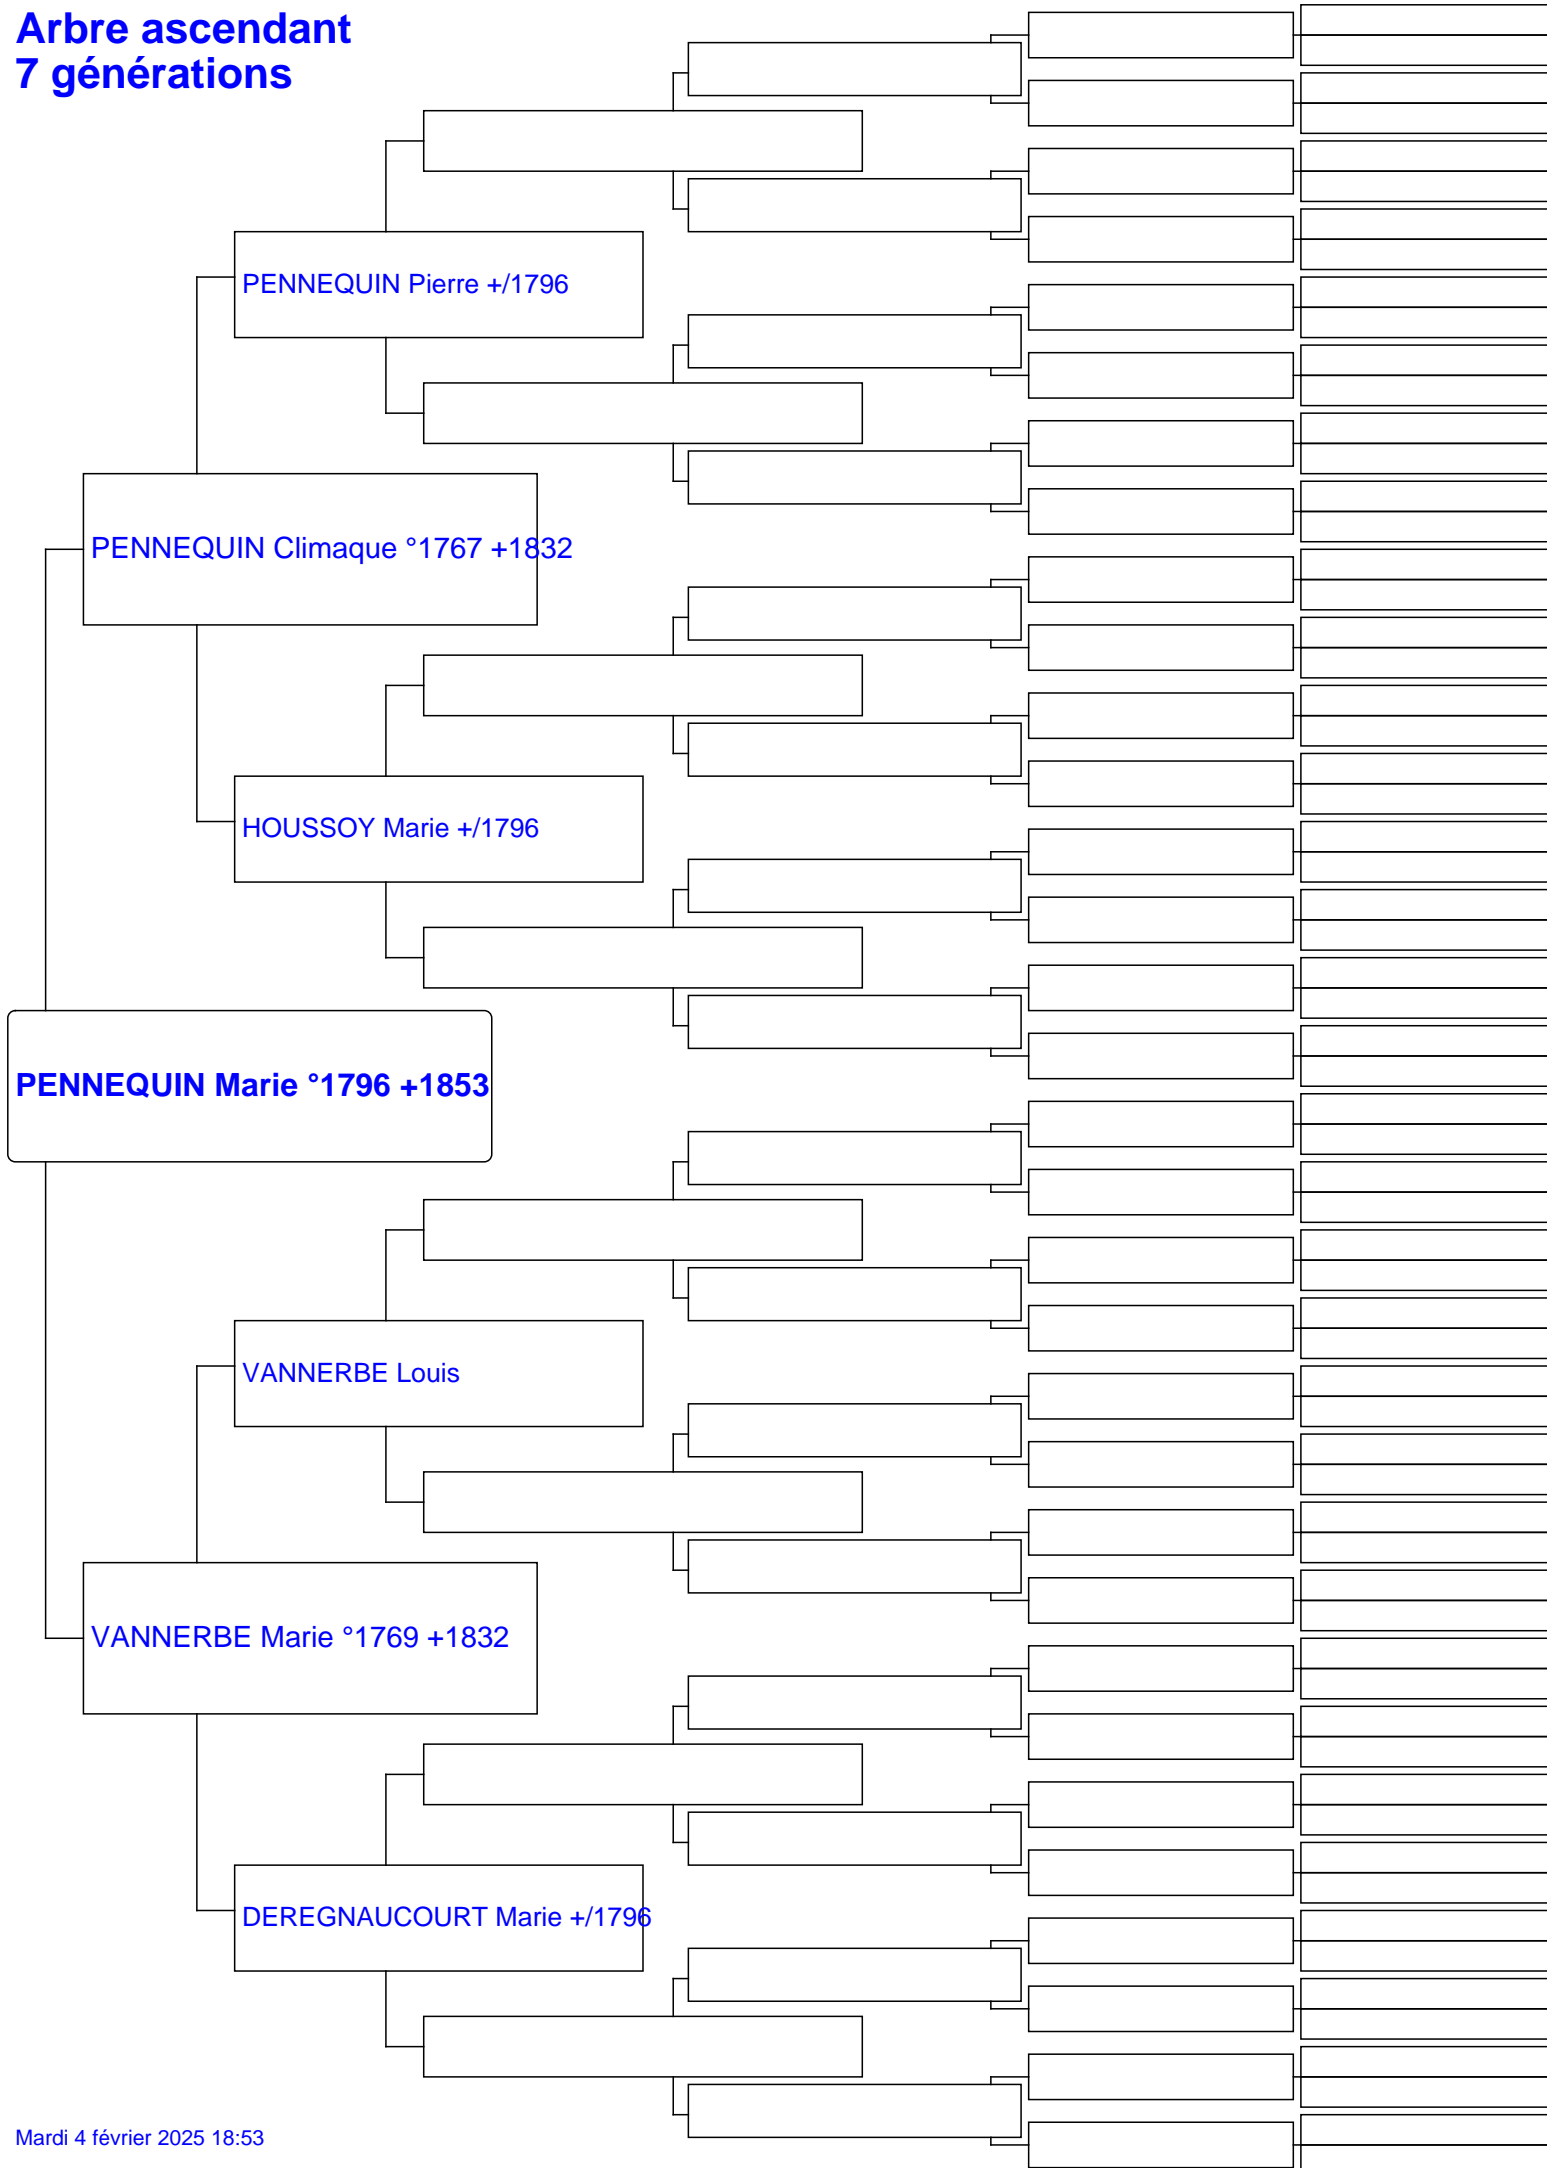 Arbre ascendant
7 générations
PENNEQUIN Pierre +/1796
PENNEQUIN Climaque °1767 +1832
HOUSSOY Marie +/1796
PENNEQUIN Marie °1796 +1853
VANNERBE Louis
VANNERBE Marie °1769 +1832
DEREGNAUCOURT Marie +/1796
Mardi 4 février 2025 18:53